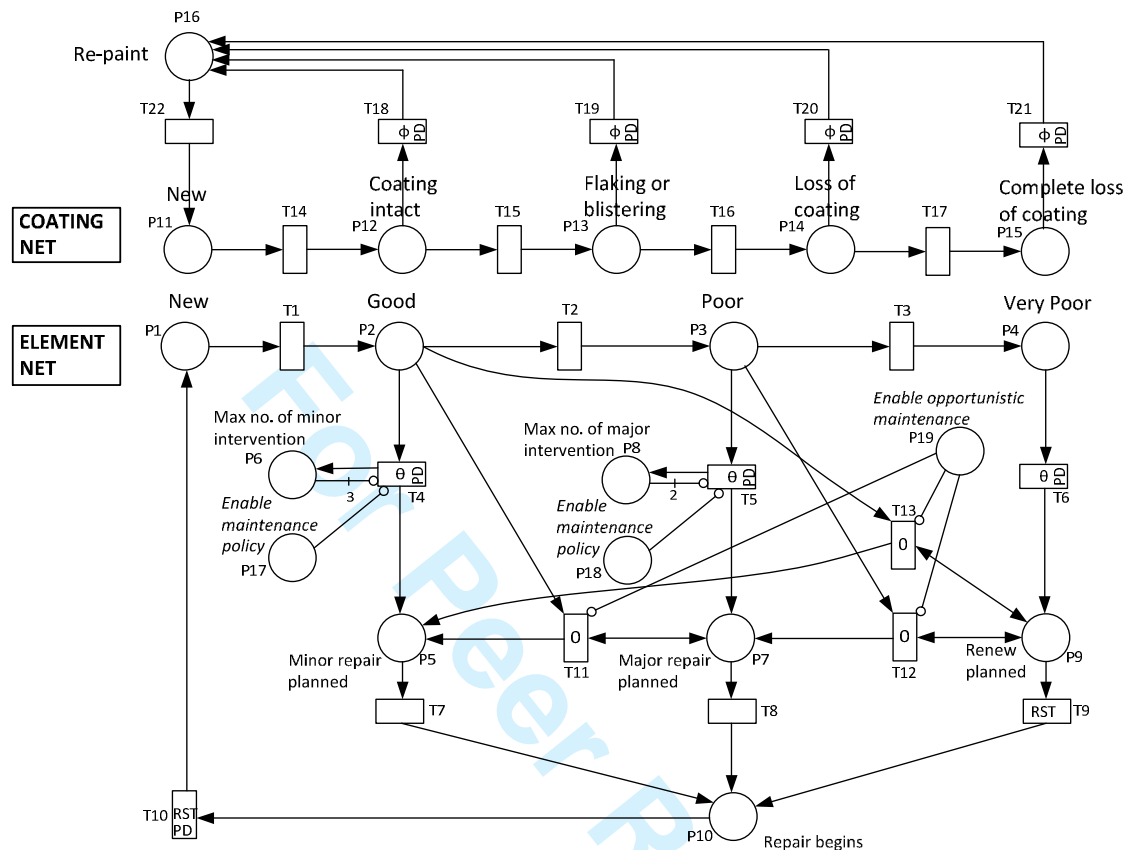 P16
Re-paint
T22
T18
T19
T20
T21
ϕ PD
ϕ PD
ϕ PD
ϕ PD
New
Coating
intact
Flaking or
blistering
Loss of
coating
Complete loss
of coating
COATING
NET
P11
T14
P12
T15
P13
T16
P14
T17
P15
New
Good
Poor
Very Poor
ELEMENT
NET
P1
T1
P2
T2
P3
T3
P4
Max no. of minor
intervention
P6
3
θ PD
T4
Enable
maintenance
policy
P17
Max no. of major
intervention
P8
2
θ PD
T5
Enable
maintenance
policy
P18
Enable opportunistic
maintenance
P19
θ PD
T6
T13
0
P5
Minor repair
planned
0
T11
P7
Major repair
planned
0
T12
P9
Renew
planned
T7
T8
RST
T9
T10
RST
PD
P10
Repair begins
For Peer R